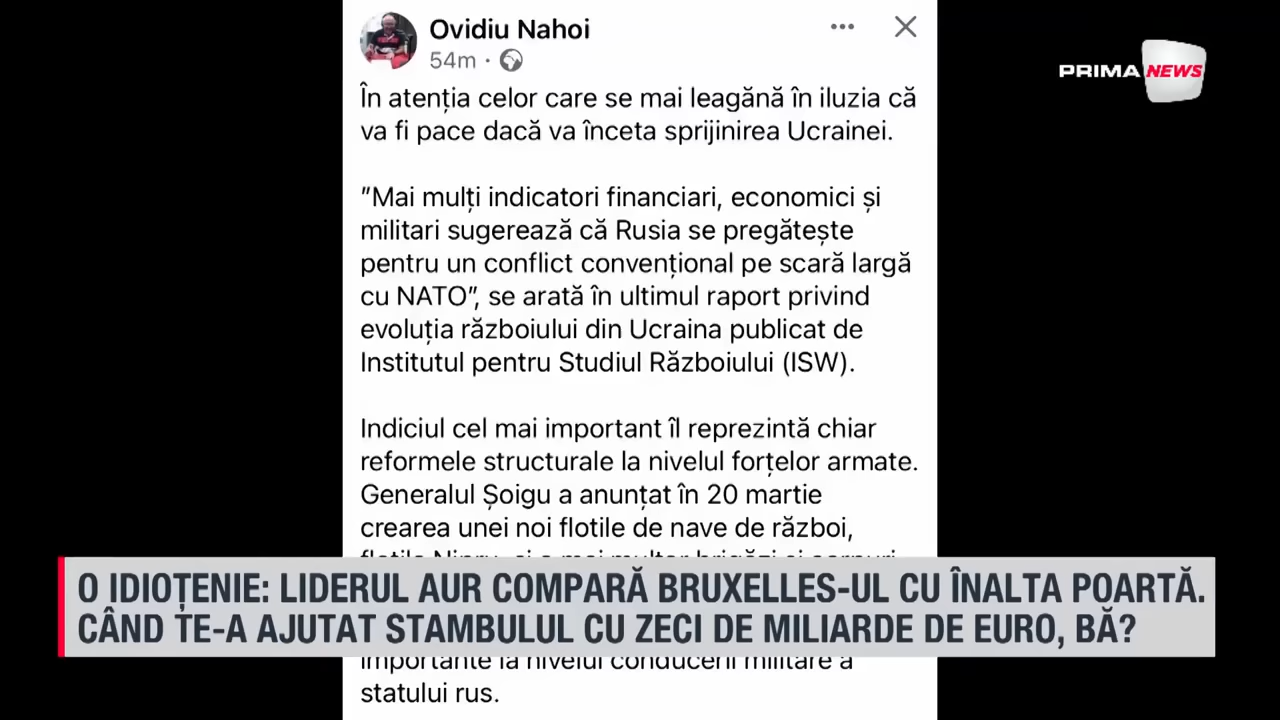 Ovidiu Nahoi
54m
PRIMA NEWS
În atenția celor care se mai leagănă în iluzia că
va fi pace dacă va înceta sprijinirea Ucrainei.
”Mai mulți indicatori financiari, economici și
militari sugerează că Rusia se pregătește
pentru un conflict convențional pe scară largă
cu NATO”, se arată în ultimul raport privind
evoluția războiului din Ucraina publicat de
Institutul pentru Studiul Războiului (ISW).
Indiciul cel mai important îl reprezintă chiar
reformele structurale la nivelul forțelor armate.
Generalul Șoigu a anunțat în 20 martie
crearea unei noi flotile de nave de război,
O IDIOȚENIE: LIDERUL AUR COMPARĂ BRUXELLES-UL CU ÎNALTA POARTĂ.
CÂND TE-A AJUTAT STAMBULUL CU ZECI DE MILIARDE DE EURO, BĂ?
importante la nivelul conducerii militare a
statului rus.